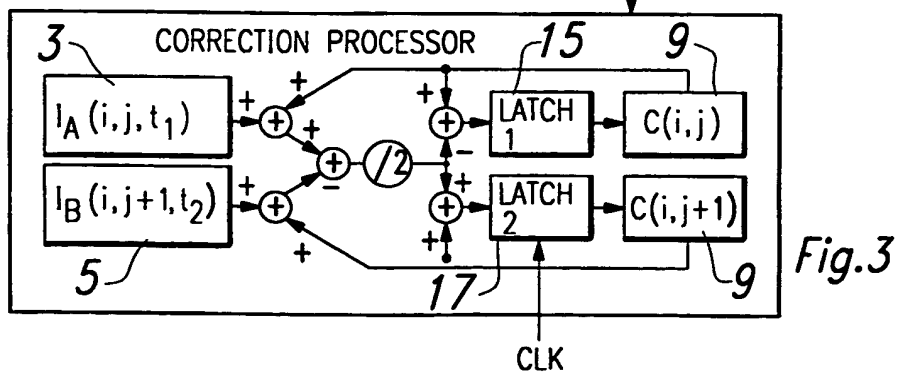 CORRECTION PROCESSOR
3
15
9
I_A (i, j, t_1)
+
+
+
+
+
LATCH 1
C(i, j)
/2
-
-
I_B (i, j+1, t_2)
+
+
+
+
+
LATCH 2
C(i, j+1)
+
+
+
5
17
9
Fig.3
CLK